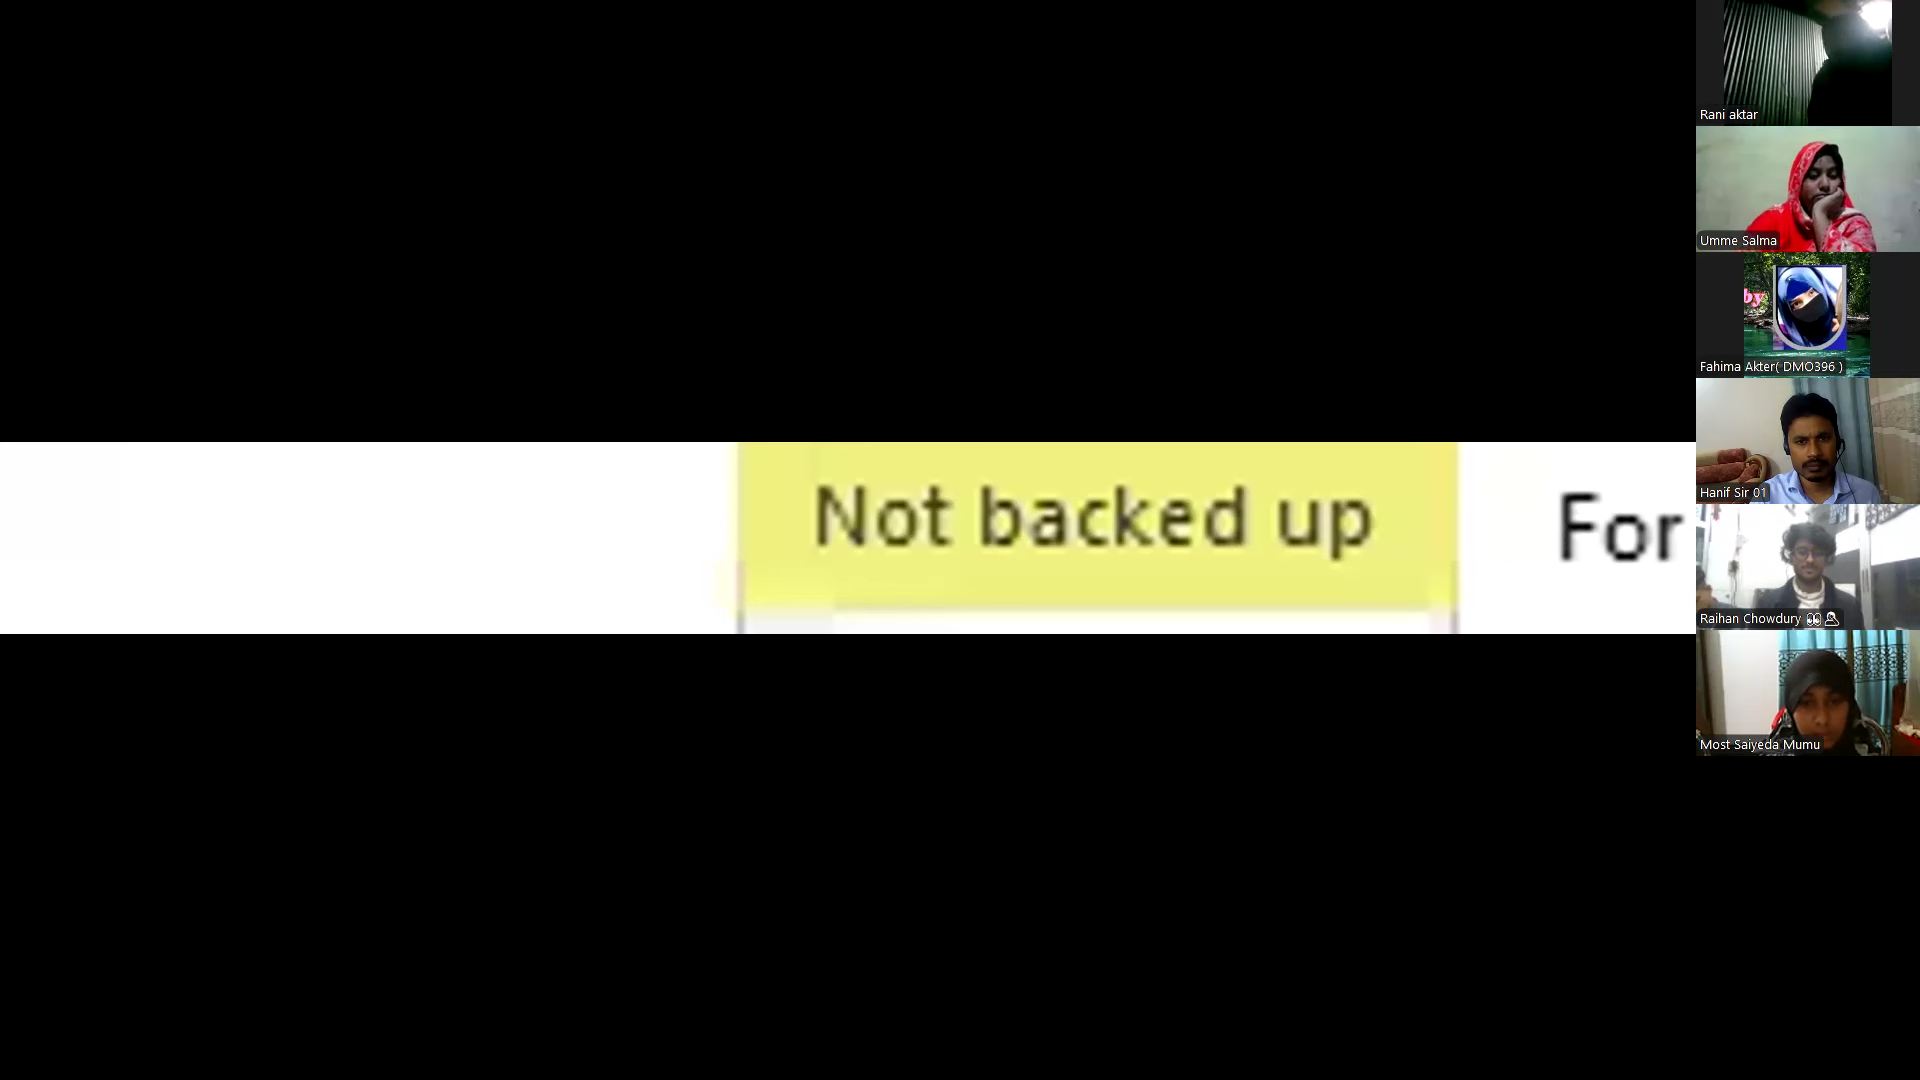 Not backed up
For
Rani aktar
Umme Salma
by
Fahima Akter( DMO396 )
Hanif Sir 01
Raihan Chowdury
Most Saiyeda Mumu